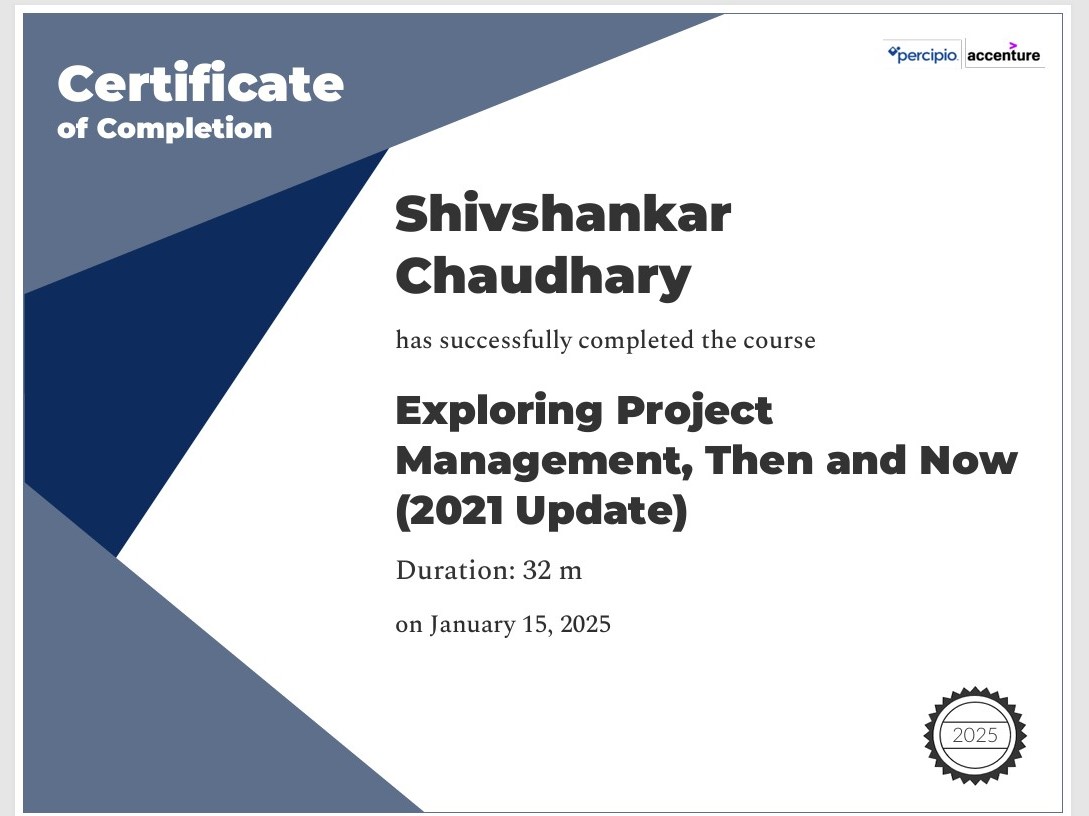 Certificate
of Completion
percipio. accenture
Shivshankar
Chaudhary
has successfully completed the course
Exploring Project
Management, Then and Now
(2021 Update)
Duration: 32 m
on January 15, 2025
2025